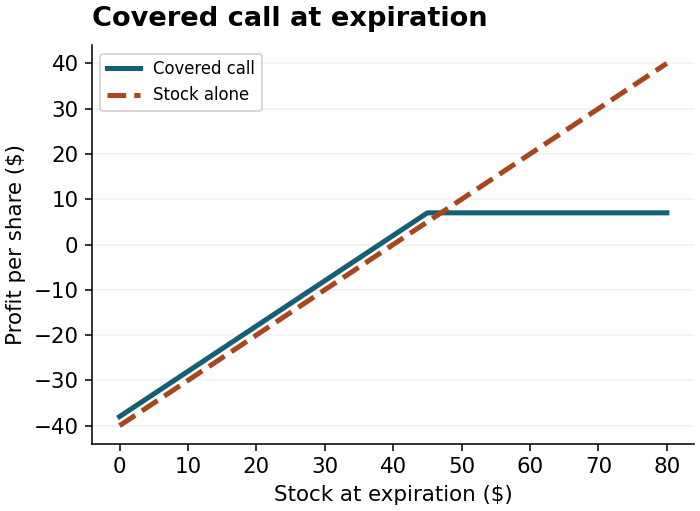 Covered call at expiration
Covered call
Stock alone
Profit per share ($)
40
30
20
10
0
−10
−20
−30
−40
0 10 20 30 40 50 60 70 80
Stock at expiration ($)